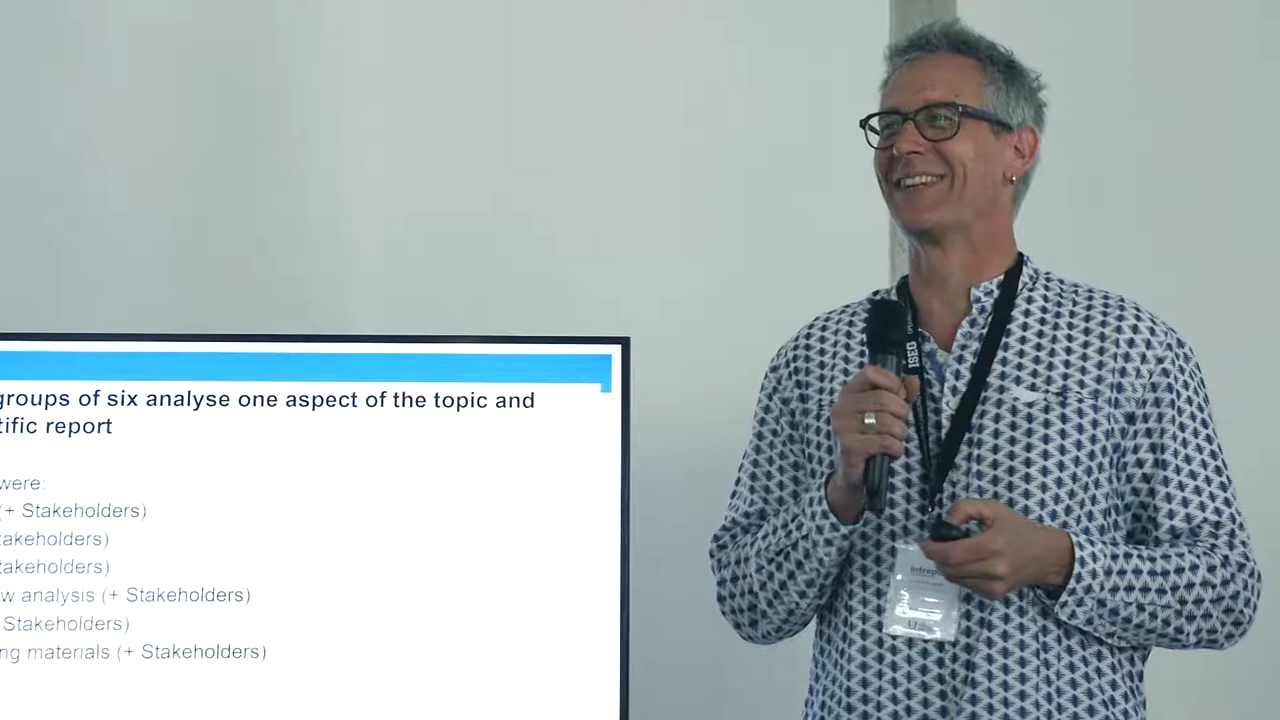 groups of six analyse one aspect of the topic and
tific report
were:
(+ Stakeholders)
takeholders)
takeholders)
w analysis (+ Stakeholders)
Stakeholders)
ng materials (+ Stakeholders)
ISEG